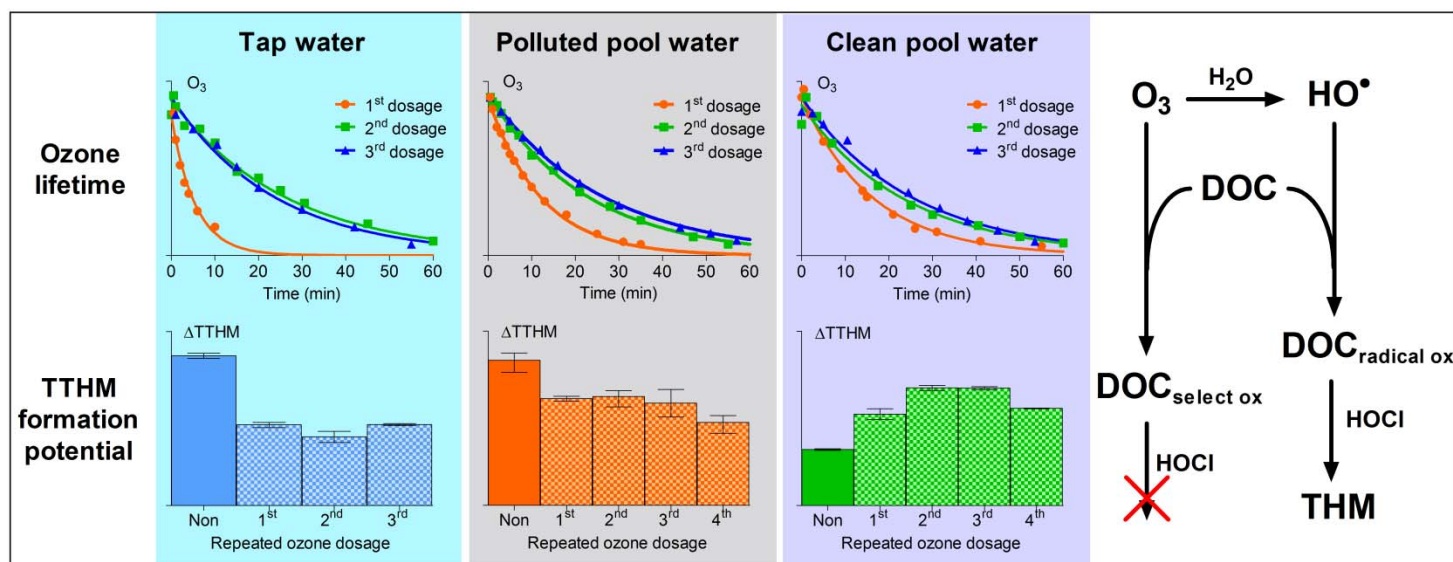 Tap water
Polluted pool water
Clean pool water
Ozone
lifetime
O3
1st dosage
2nd dosage
3rd dosage
0 10 20 30 40 50 60
Time (min)
O3
1st dosage
2nd dosage
3rd dosage
0 10 20 30 40 50 60
Time (min)
O3
1st dosage
2nd dosage
3rd dosage
0 10 20 30 40 50 60
Time (min)
TTHM
formation
potential
ΔTTHM
Non 1st 2nd 3rd
Repeated ozone dosage
ΔTTHM
Non 1st 2nd 3rd 4th
Repeated ozone dosage
ΔTTHM
Non 1st 2nd 3rd 4th
Repeated ozone dosage
O3 H2O HO•
DOC
DOCselect ox
DOCradical ox
HOCl
HOCl
THM